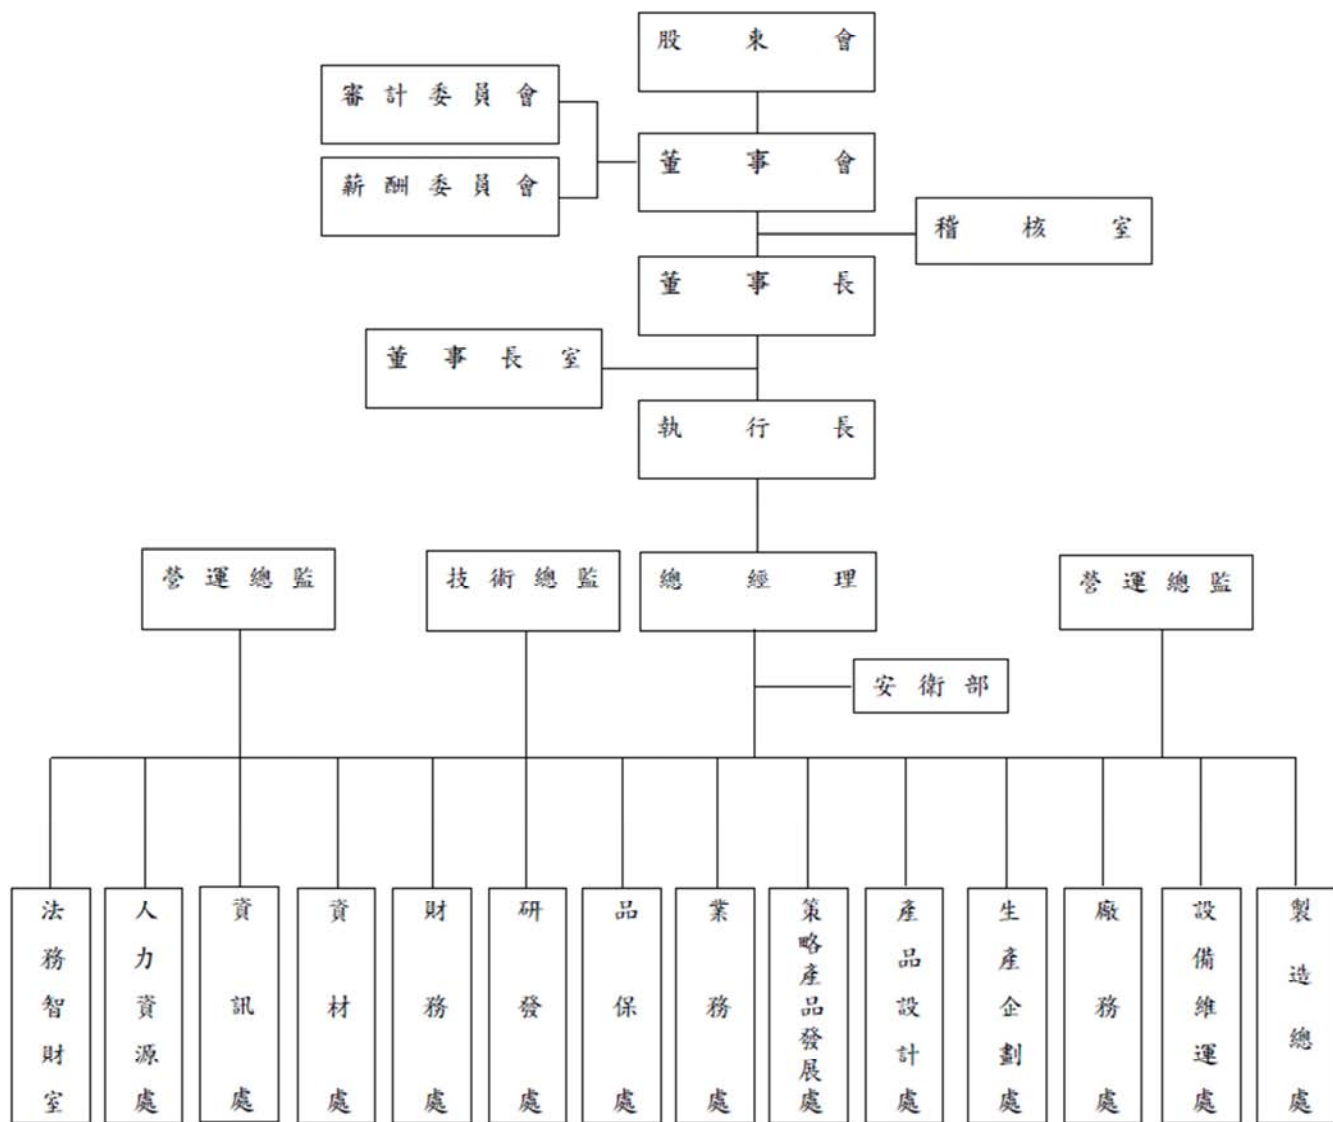 股東會
審計委員會
董事會
薪酬委員會
稽核室
董事長
董事長室
執行長
營運總監
技術總監
總經理
營運總監
安衛部
法務智財室
人力資源處
資訊處
資材處
財務處
研發處
品保處
業務處
策略產品發展處
產品設計處
生產企劃處
廠務處
設備維運處
製造總處